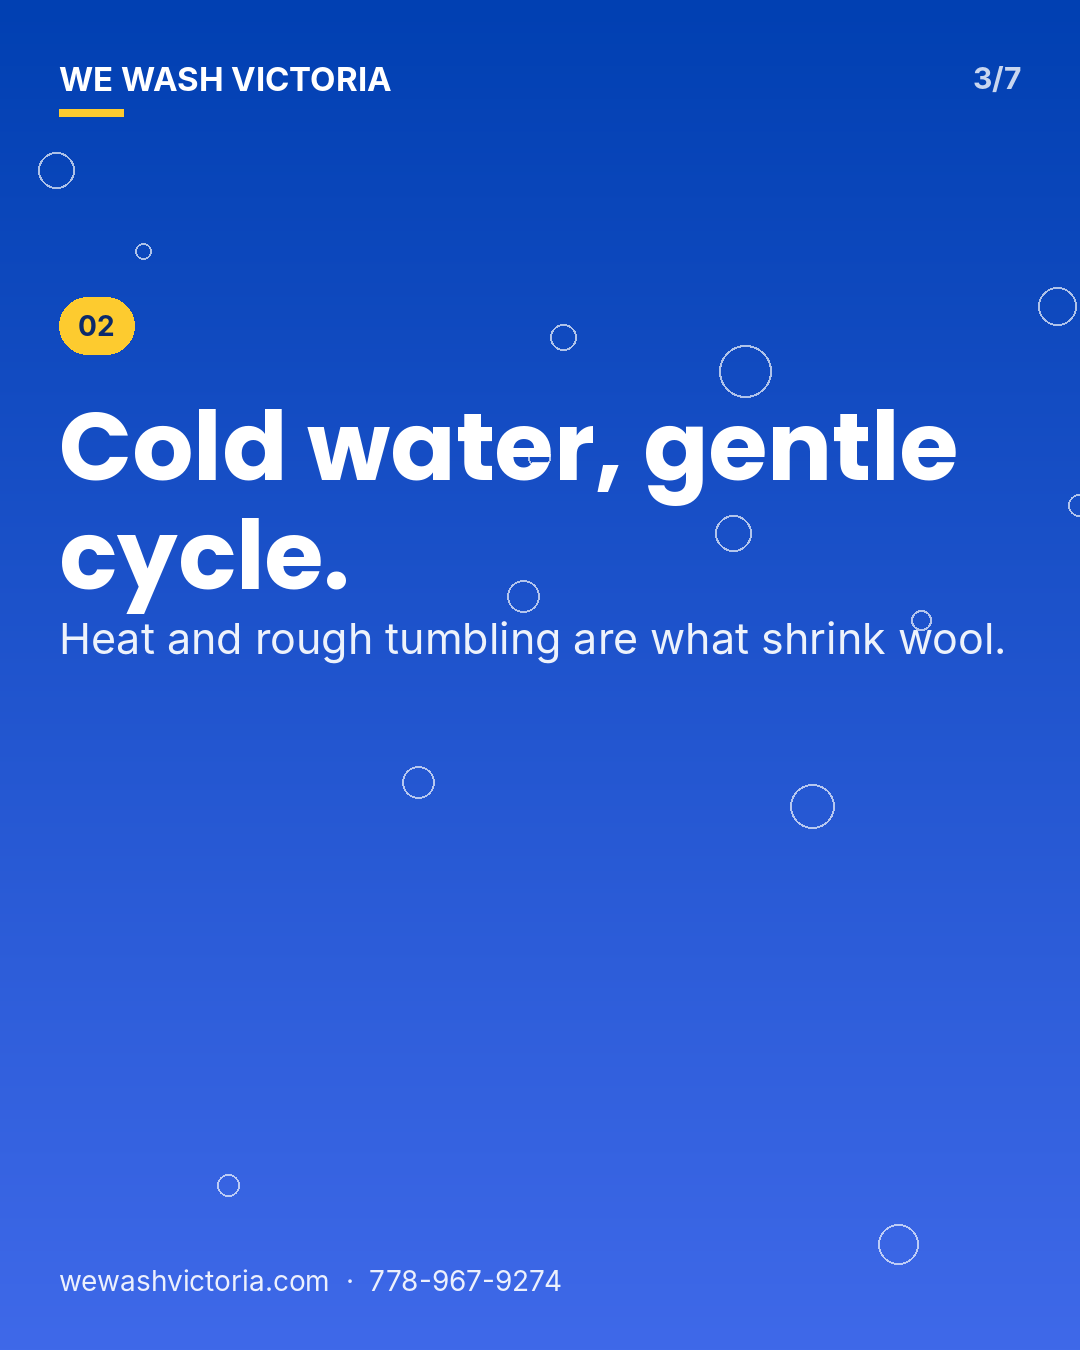 WE WASH VICTORIA
3/7
02
Cold water, gentle
cycle.
Heat and rough tumbling are what shrink wool.
wewashvictoria.com · 778-967-9274